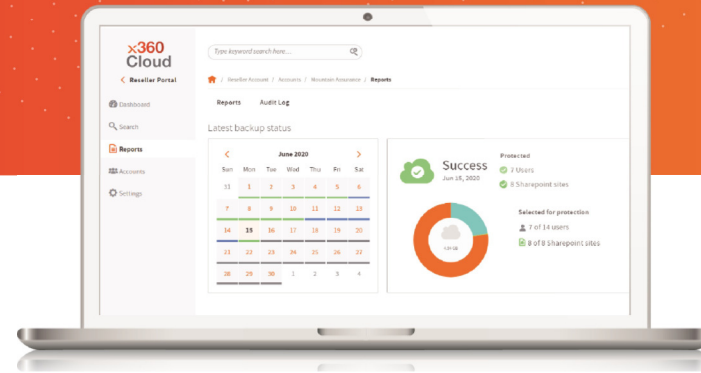 x360
Cloud
Reseller Portal
Dashboard
Search
Reports
Accounts
Settings
Type keyword search here...
/ Reseller Account / Accounts / Mountain Assurance / Reports
Reports Audit Log
Latest backup status
June 2020
Sun Mon Tue Wed Thu Fri Sat
31 1 2 3 4 5 6
7 8 9 10 11 12 13
14 15 16 17 18 19 20
21 22 23 24 25 26 27
28 29 30 1 2 3 4
Success
Jun 15, 2020
Protected
7 Users
8 Sharepoint sites
Selected for protection
7 of 14 users
8 of 8 Sharepoint sites